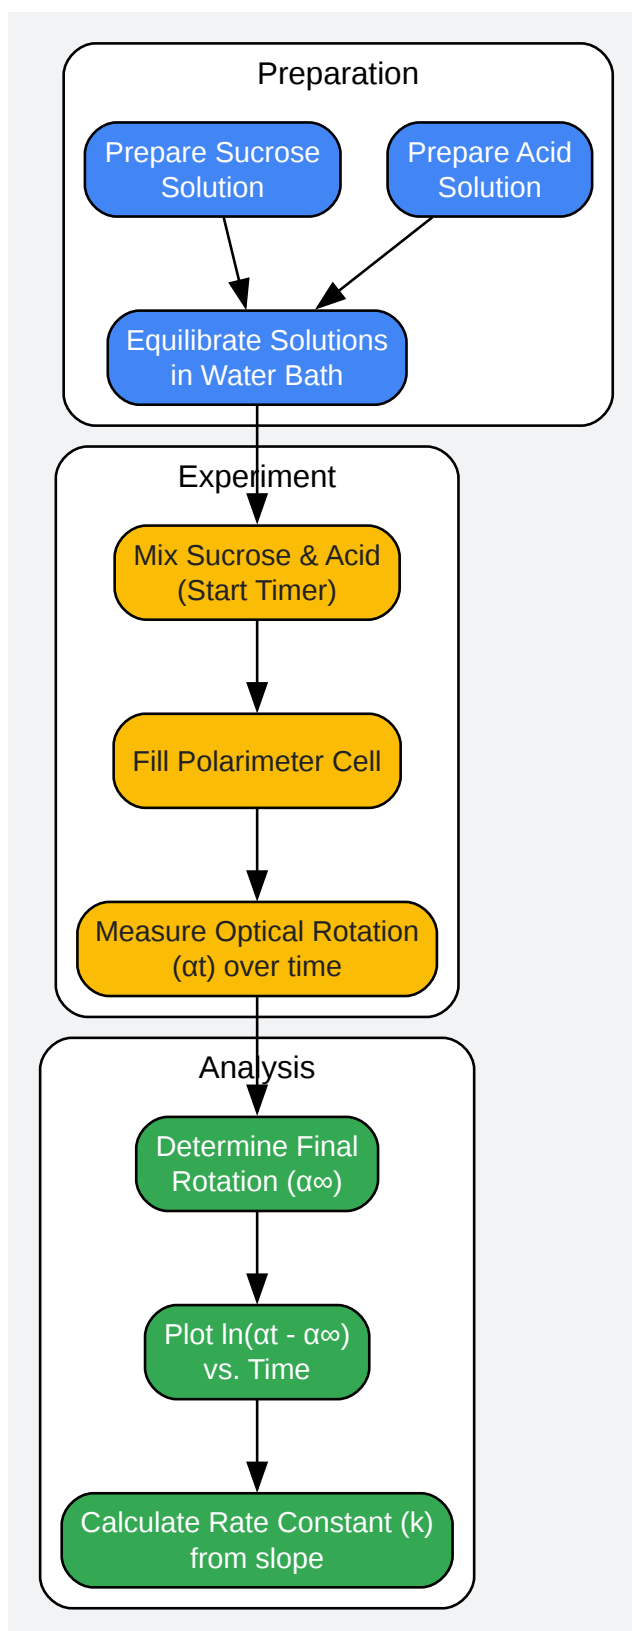 Preparation
Prepare Sucrose
Solution
Prepare Acid
Solution
Equilibrate Solutions
in Water Bath
Experiment
Mix Sucrose & Acid
(Start Timer)
Fill Polarimeter Cell
Measure Optical Rotation
(αt) over time
Analysis
Determine Final
Rotation (α∞)
Plot ln(αt - α∞)
vs. Time
Calculate Rate Constant (k)
from slope